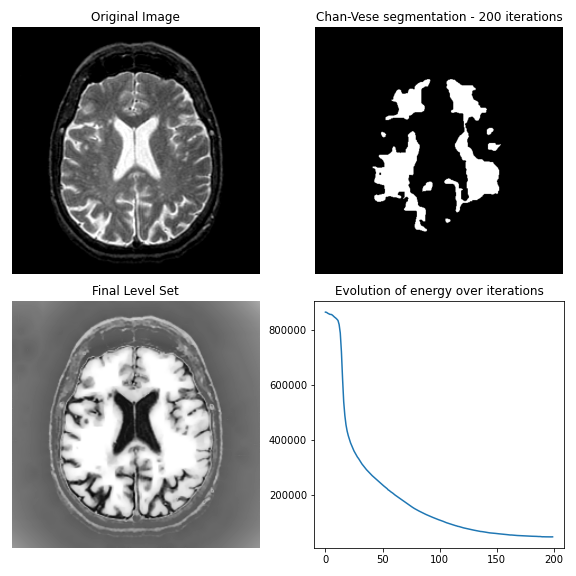 Original Image
Chan-Vese segmentation - 200 iterations
Final Level Set
Evolution of energy over iterations
800000
600000
400000
200000
0 50 100 150 200